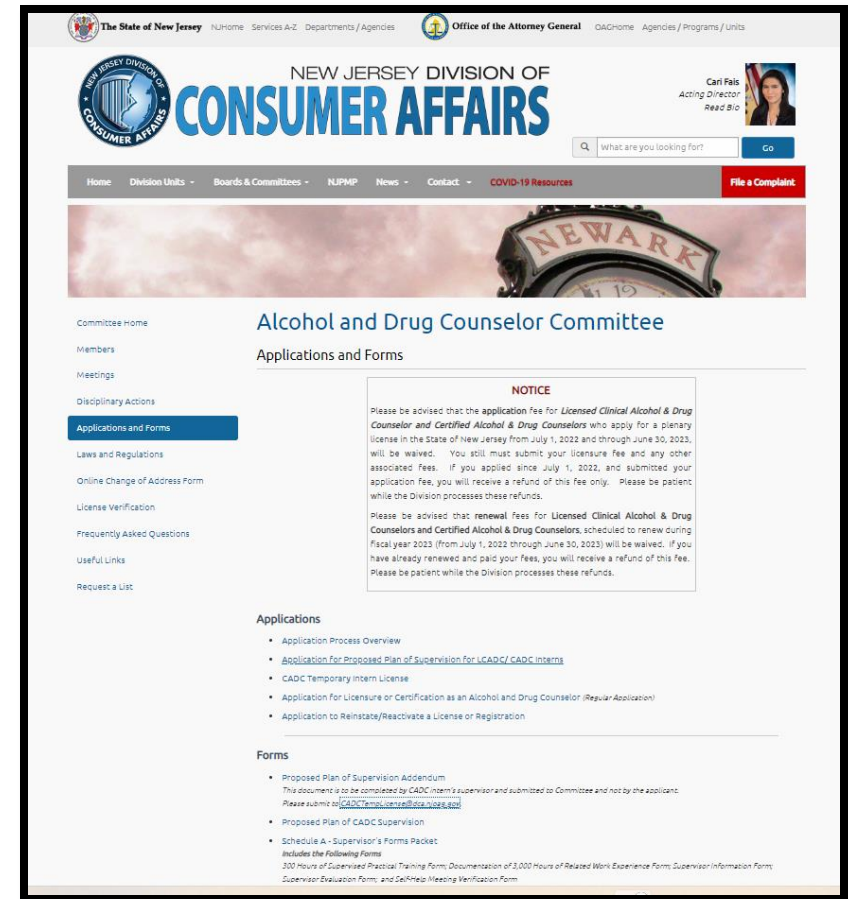 The State of New Jersey NJHome Services A-Z Departments / Agencies Office of the Attorney General OAGHome Agencies / Programs / Units
NEW JERSEY DIVISION OF
CONSUMER AFFAIRS
NEW JERSEY DIVISION OF
CONSUMER AFFAIRS
Cari Fais
Acting Director
Read Bio
What are you looking for? Go
Home Division Units Boards & Committees NJPMP News Contact COVID-19 Resources File a Complaint
NEWARK
Committee Home
Members
Meetings
Disciplinary Actions
Applications and Forms
Laws and Regulations
Online Change of Address Form
License Verification
Frequently Asked Questions
Useful Links
Request a List
Alcohol and Drug Counselor Committee
Applications and Forms
NOTICE
Please be advised that the application fee for Licensed Clinical Alcohol & Drug
Counselor and Certified Alcohol & Drug Counselors who apply for a plenary
license in the State of New Jersey from July 1, 2022 and through June 30, 2023,
will be waived. You still must submit your licensure fee and any other
associated fees. If you applied since July 1, 2022, and submitted your
application fee, you will receive a refund of this fee only. Please be patient
while the Division processes these refunds.
Please be advised that renewal fees for Licensed Clinical Alcohol & Drug
Counselors and Certified Alcohol & Drug Counselors, scheduled to renew during
fiscal year 2023 (from July 1, 2022 through June 30, 2023) will be waived. If you
have already renewed and paid your fees, you will receive a refund of this fee.
Please be patient while the Division processes these refunds.
Applications
• Application Process Overview
• Application for Proposed Plan of Supervision for LCADC/ CADC Interns
• CADC Temporary Intern License
• Application for Licensure or Certification as an Alcohol and Drug Counselor (Regular Application)
• Application to Reinstate/Reactivate a License or Registration
Forms
• Proposed Plan of Supervision Addendum
This document is to be completed by CADC intern's supervisor and submitted to Committee and not by the applicant.
Please submit to CADCTempLicense@dca.njoag.gov
• Proposed Plan of CADC Supervision
• Schedule A - Supervisor's Forms Packet
Includes the Following Forms
300 Hours of Supervised Practical Training Form; Documentation of 3,000 Hours of Related Work Experience Form; Supervisor Information Form;
Supervisor Evaluation Form; and Self-Help Meeting Verification Form